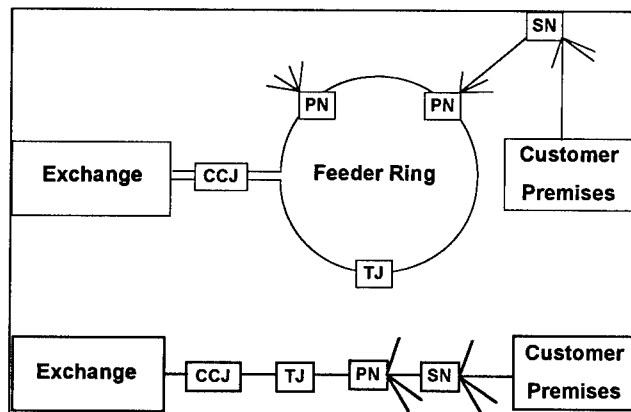 SN
PN
PN
Exchange
CCJ
Feeder Ring
Customer
Premises
TJ
Exchange
CCJ
TJ
PN
SN
Customer
Premises